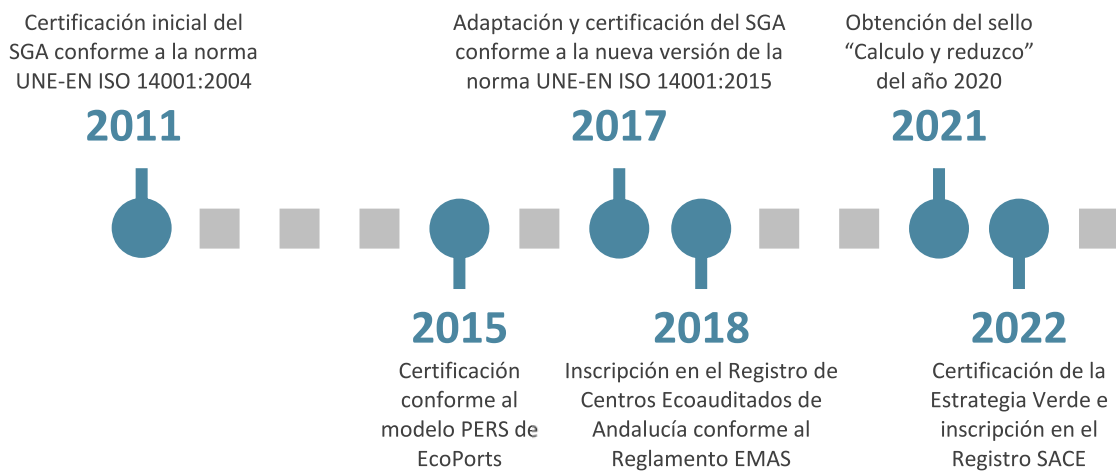 Certificación inicial del
SGA conforme a la norma
UNE-EN ISO 14001:2004
2011
Adaptación y certificación del SGA
conforme a la nueva versión de la
norma UNE-EN ISO 14001:2015
2017
Obtención del sello
“Calculo y reduzco”
del año 2020
2021
2015
Certificación
conforme al
modelo PERS de
EcoPorts
2018
Inscripción en el Registro de
Centros Ecoauditados de
Andalucía conforme al
Reglamento EMAS
2022
Certificación de la
Estrategia Verde e
inscripción en el
Registro SACE